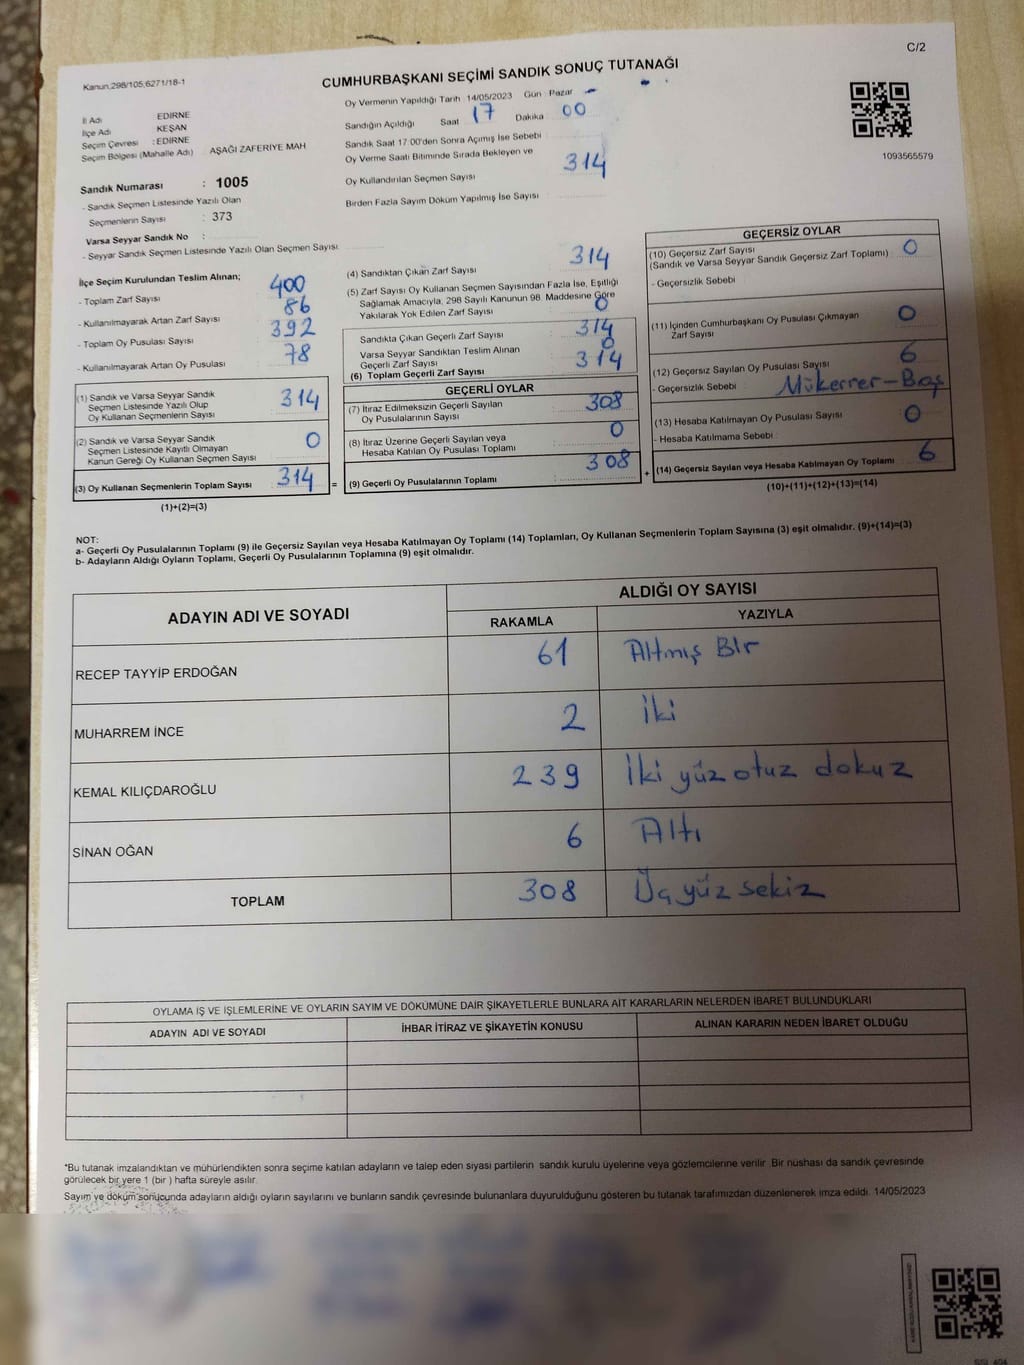 C/2
Kanun,298/105,6271/18-1
CUMHURBAŞKANI SEÇİMİ SANDIK SONUÇ TUTANAĞI
İl Adı EDİRNE
İlçe Adı KEŞAN
Seçim Çevresi : EDİRNE
Seçim Bölgesi (Mahalle Adı) AŞAĞI ZAFERİYE MAH
Sandık Numarası : 1005
- Sandık Seçmen Listesinde Yazılı Olan
Seçmenlerin Sayısı : 373
Varsa Seyyar Sandık No :
- Seyyar Sandık Seçmen Listesinde Yazılı Olan Seçmen Sayısı
Oy Vermenin Yapıldığı Tarih 14/05/2023 Gün Pazar
Sandığın Açıldığı Saat 17 Dakika 00
Sandık Saat 17:00'den Sonra Açımış İse Sebebi
Oy Verme Saati Bitiminde Sırada Bekleyen ve
Oy Kullandırılan Seçmen Sayısı 314
Birden Fazla Sayım Döküm Yapılmış İse Sayısı
1093565579
İlçe Seçim Kurulundan Teslim Alınan;
- Toplam Zarf Sayısı 400
- Kullanılmayarak Artan Zarf Sayısı 86
- Toplam Oy Pusulası Sayısı 392
- Kullanılmayarak Artan Oy Pusulası 78
(1) Sandık ve Varsa Seyyar Sandık
Seçmen Listesinde Yazılı Olup
Oy Kullanan Seçmenlerin Sayısı 314
(2) Sandık ve Varsa Seyyar Sandık
Seçmen Listesinde Kayıtlı Olmayan
Kanun Gereği Oy Kullanan Seçmen Sayısı 0
(3) Oy Kullanan Seçmenlerin Toplam Sayısı 314 =
(1)+(2)=(3)
(4) Sandıktan Çıkan Zarf Sayısı 314
(5) Zarf Sayısı Oy Kullanan Seçmen Sayısından Fazla İse, Eşitliği
Sağlamak Amacıyla, 298 Sayılı Kanunun 98. Maddesine Göre
Yakılarak Yok Edilen Zarf Sayısı 0
Sandıkta Çıkan Geçerli Zarf Sayısı 314
Varsa Seyyar Sandıktan Teslim Alınan
Geçerli Zarf Sayısı 0
(6) Toplam Geçerli Zarf Sayısı 314
GEÇERLİ OYLAR
(7) İtiraz Edilmeksizin Geçerli Sayılan
Oy Pusulalarının Sayısı 308
(8) İtiraz Üzerine Geçerli Sayılan veya
Hesaba Katılan Oy Pusulası Toplamı 0
(9) Geçerli Oy Pusulalarının Toplamı 308 +
GEÇERSİZ OYLAR
(10) Geçersiz Zarf Sayısı 0
(Sandık ve Varsa Seyyar Sandık Geçersiz Zarf Toplamı)
- Geçersizlik Sebebi
(11) İçinden Cumhurbaşkanı Oy Pusulası Çıkmayan
Zarf Sayısı 0
(12) Geçersiz Sayılan Oy Pusulası Sayısı 6
- Geçersizlik Sebebi Mükerrer-Boş
(13) Hesaba Katılmayan Oy Pusulası Sayısı 0
- Hesaba Katılmama Sebebi
(14) Geçersiz Sayılan veya Hesaba Katılmayan Oy Toplamı 6
(10)+(11)+(12)+(13)=(14)
NOT:
a- Geçerli Oy Pusulalarının Toplamı (9) ile Geçersiz Sayılan veya Hesaba Katılmayan Oy Toplamı (14) Toplamları, Oy Kullanan Seçmenlerin Toplam Sayısına (3) eşit olmalıdır. (9)+(14)=(3)
b- Adayların Aldığı Oyların Toplamı, Geçerli Oy Pusulalarının Toplamına (9) eşit olmalıdır.
ADAYIN ADI VE SOYADI ALDIĞI OY SAYISI
RAKAMLA YAZIYLA
RECEP TAYYİP ERDOĞAN 61 Altmış Bir
MUHARREM İNCE 2 İki
KEMAL KILIÇDAROĞLU 239 İki yüz otuz dokuz
SİNAN OĞAN 6 Altı
TOPLAM 308 Üç yüz sekiz
OYLAMA İŞ VE İŞLEMLERİNE VE OYLARIN SAYIM VE DÖKÜMÜNE DAİR ŞİKAYETLERLE BUNLARA AİT KARARLARIN NELERDEN İBARET BULUNDUKLARI
ADAYIN ADI VE SOYADI İHBAR İTİRAZ VE ŞİKAYETİN KONUSU ALINAN KARARIN NEDEN İBARET OLDUĞU
*Bu tutanak imzalandıktan ve mühürlendikten sonra seçime katılan adayların ve talep eden siyasi partilerin sandık kurulu üyelerine veya gözlemcilerine verilir. Bir nüshası da sandık çevresinde
görülecek bir yere 1 (bir ) hafta süreyle asılır.
Sayım ve döküm sonucunda adayların aldığı oyların sayılarını ve bunların sandık çevresinde bulunanlara duyurulduğunu gösteren bu tutanak tarafımızdan düzenlenerek imza edildi. 14/05/2023